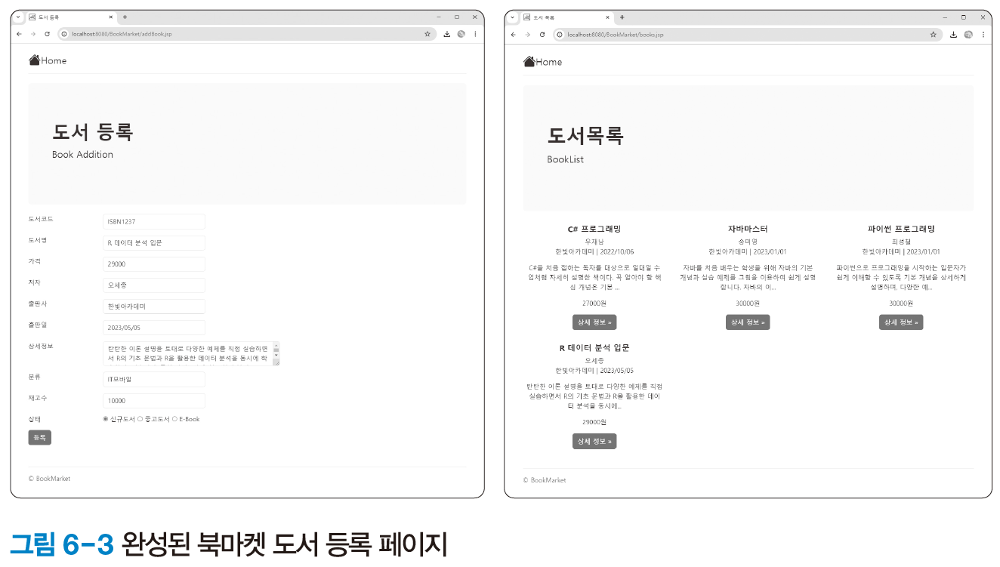 도서 등록
localhost:8080/BookMarket/addBook.jsp
Home
도서 등록
Book Addition
도서코드
ISBN1237
도서명
R 데이터 분석 입문
가격
29000
저자
오세종
출판사
한빛아카데미
출판일
2023/05/05
상세정보
탄탄한 이론 설명을 토대로 다양한 예제를 직접 실습하면
서 R의 기초 문법과 R을 활용한 데이터 분석을 동시에 학
분류
IT모바일
재고수
10000
상태
신규도서 중고도서 E-Book
등록
© BookMarket
도서 목록
localhost:8080/BookMarket/books.jsp
Home
도서목록
BookList
C# 프로그래밍
우재남
한빛아카데미 | 2022/10/06
C#을 처음 접하는 독자를 대상으로 일대일 수
업처럼 자세히 설명한 책이다. 꼭 알아야 할 핵
심 개념은 기본 ...
27000원
상세 정보 »
자바마스터
송미영
한빛아카데미 | 2023/01/01
자바를 처음 배우는 학생을 위해 자바의 기본
개념과 실습 예제를 그림을 이용하여 쉽게 설명
합니다. 자바의 이...
30000원
상세 정보 »
파이썬 프로그래밍
최성철
한빛아카데미 | 2023/01/01
파이썬으로 프로그래밍을 시작하는 입문자가
쉽게 이해할 수 있도록 기본 개념을 상세하게
설명하며, 다양한 예...
30000원
상세 정보 »
R 데이터 분석 입문
오세종
한빛아카데미 | 2023/05/05
탄탄한 이론 설명을 토대로 다양한 예제를 직접
실습하면서 R의 기초 문법과 R을 활용한 데이
터 분석을 동시에...
29000원
상세 정보 »
© BookMarket
그림 6-3 완성된 북마켓 도서 등록 페이지